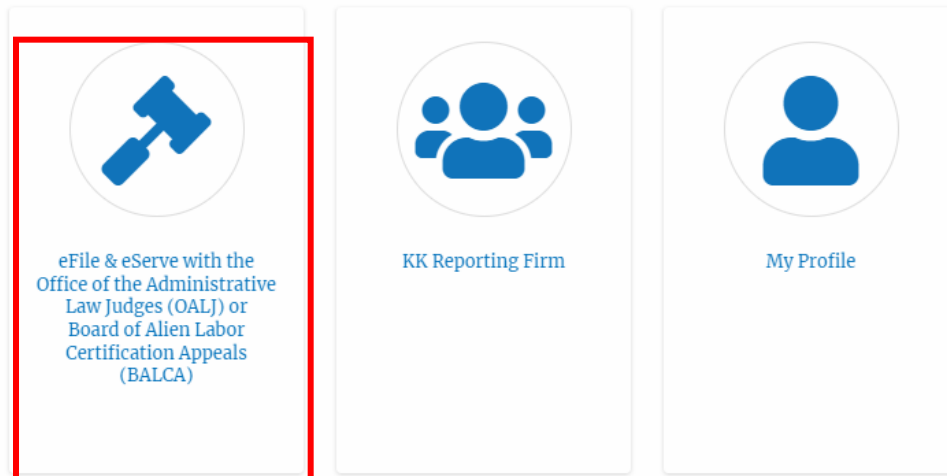 eFile & eServe with the
Office of the Administrative
Law Judges (OALJ) or
Board of Alien Labor
Certification Appeals
(BALCA)
KK Reporting Firm
My Profile